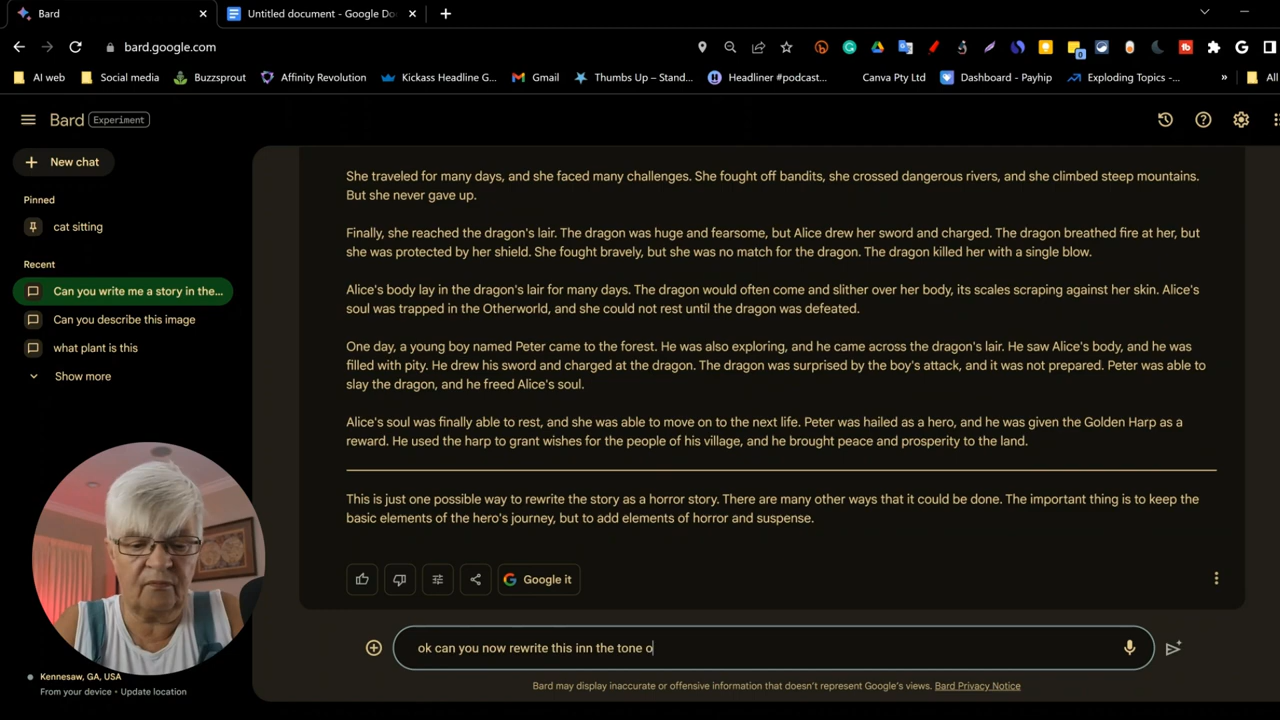 Bard
Untitled document - Google Do
bard.google.com
AI web
Social media
Buzzsprout
Affinity Revolution
Kickass Headline G...
Gmail
Thumbs Up – Stand...
Headliner #podcast...
Canva Pty Ltd
Dashboard - Payhip
Exploding Topics -...
»
All
Bard Experiment
New chat
Pinned
cat sitting
Recent
Can you write me a story in the...
Can you describe this image
what plant is this
Show more
She traveled for many days, and she faced many challenges. She fought off bandits, she crossed dangerous rivers, and she climbed steep mountains.
But she never gave up.
Finally, she reached the dragon's lair. The dragon was huge and fearsome, but Alice drew her sword and charged. The dragon breathed fire at her, but
she was protected by her shield. She fought bravely, but she was no match for the dragon. The dragon killed her with a single blow.
Alice's body lay in the dragon's lair for many days. The dragon would often come and slither over her body, its scales scraping against her skin. Alice's
soul was trapped in the Otherworld, and she could not rest until the dragon was defeated.
One day, a young boy named Peter came to the forest. He was also exploring, and he came across the dragon's lair. He saw Alice's body, and he was
filled with pity. He drew his sword and charged at the dragon. The dragon was surprised by the boy's attack, and it was not prepared. Peter was able to
slay the dragon, and he freed Alice's soul.
Alice's soul was finally able to rest, and she was able to move on to the next life. Peter was hailed as a hero, and he was given the Golden Harp as a
reward. He used the harp to grant wishes for the people of his village, and he brought peace and prosperity to the land.
This is just one possible way to rewrite the story as a horror story. There are many other ways that it could be done. The important thing is to keep the
basic elements of the hero's journey, but to add elements of horror and suspense.
G Google it
ok can you now rewrite this inn the tone o
Bard may display inaccurate or offensive information that doesn't represent Google's views. Bard Privacy Notice
Kennesaw, GA, USA
From your device • Update location